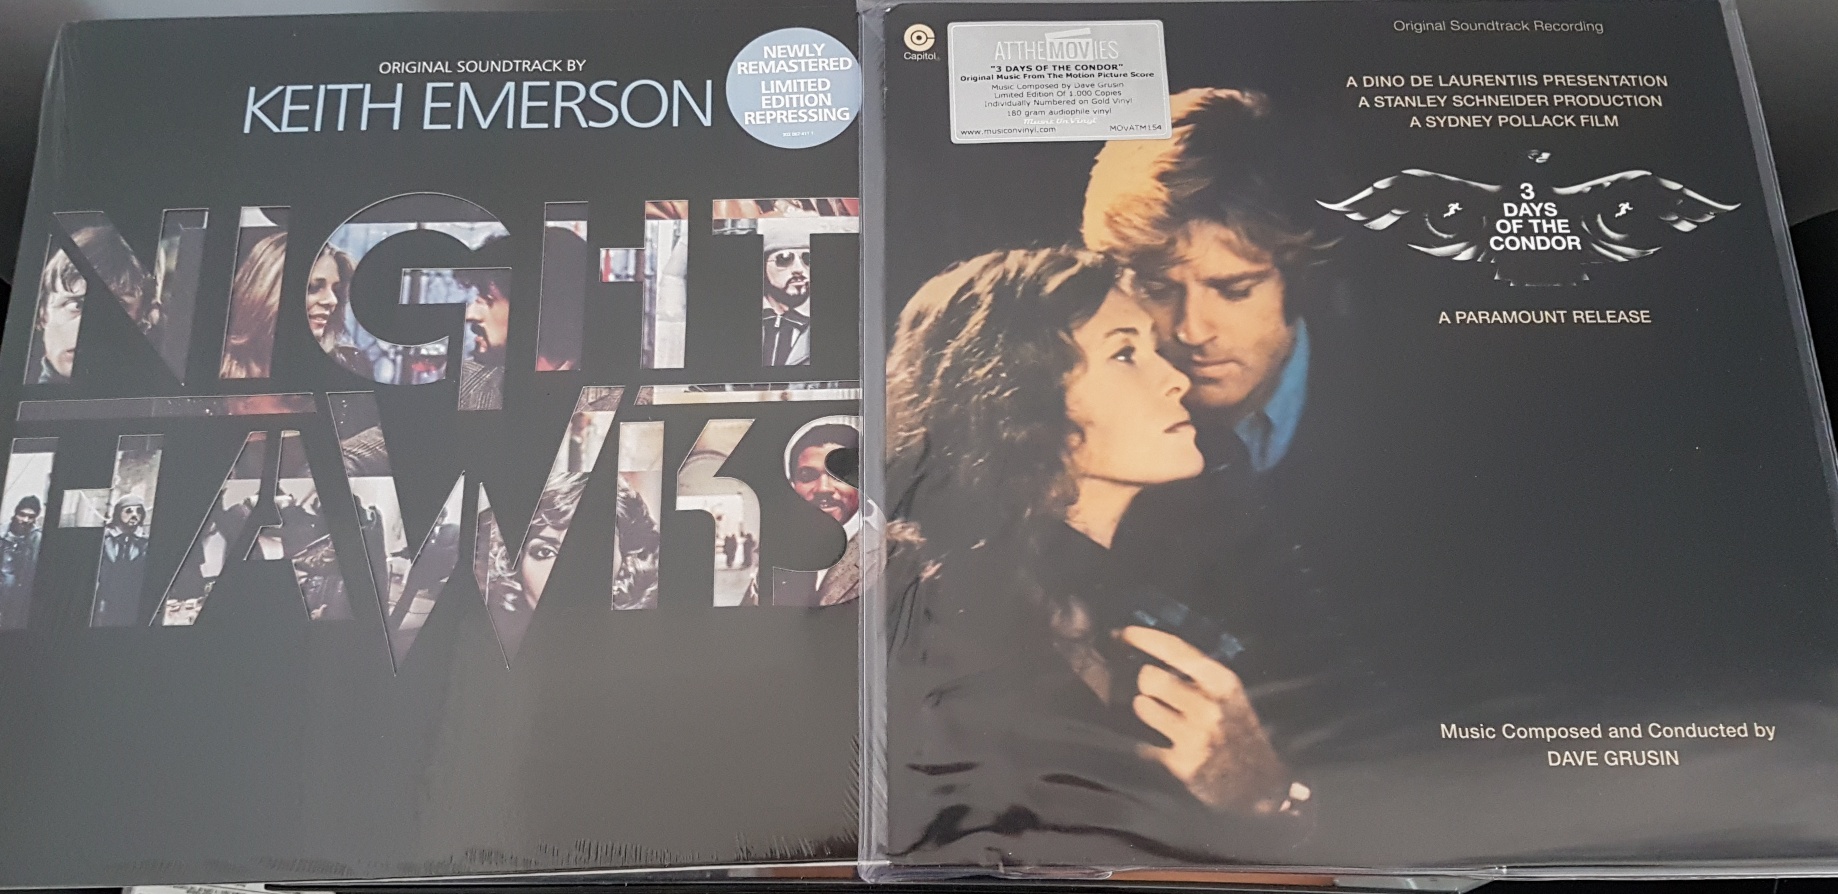 ORIGINAL SOUNDTRACK BY
KEITH EMERSON
NEWLY
REMASTERED
LIMITED
EDITION
REPRESSING
NIGHT
HAWKS
Capitol
ATTHEMOVIES
"3 DAYS OF THE CONDOR"
Original Music From The Motion Picture Score
Music Composed by Dave Grusin
Limited Edition Of 1.000 Copies
Individually Numbered on Gold Vinyl
180 gram audiophile vinyl
Music On Vinyl
www.musiconvinyl.com MOVATM154
Original Soundtrack Recording
A DINO DE LAURENTIIS PRESENTATION
A STANLEY SCHNEIDER PRODUCTION
A SYDNEY POLLACK FILM
3
DAYS
OF THE
CONDOR
A PARAMOUNT RELEASE
Music Composed and Conducted by
DAVE GRUSIN